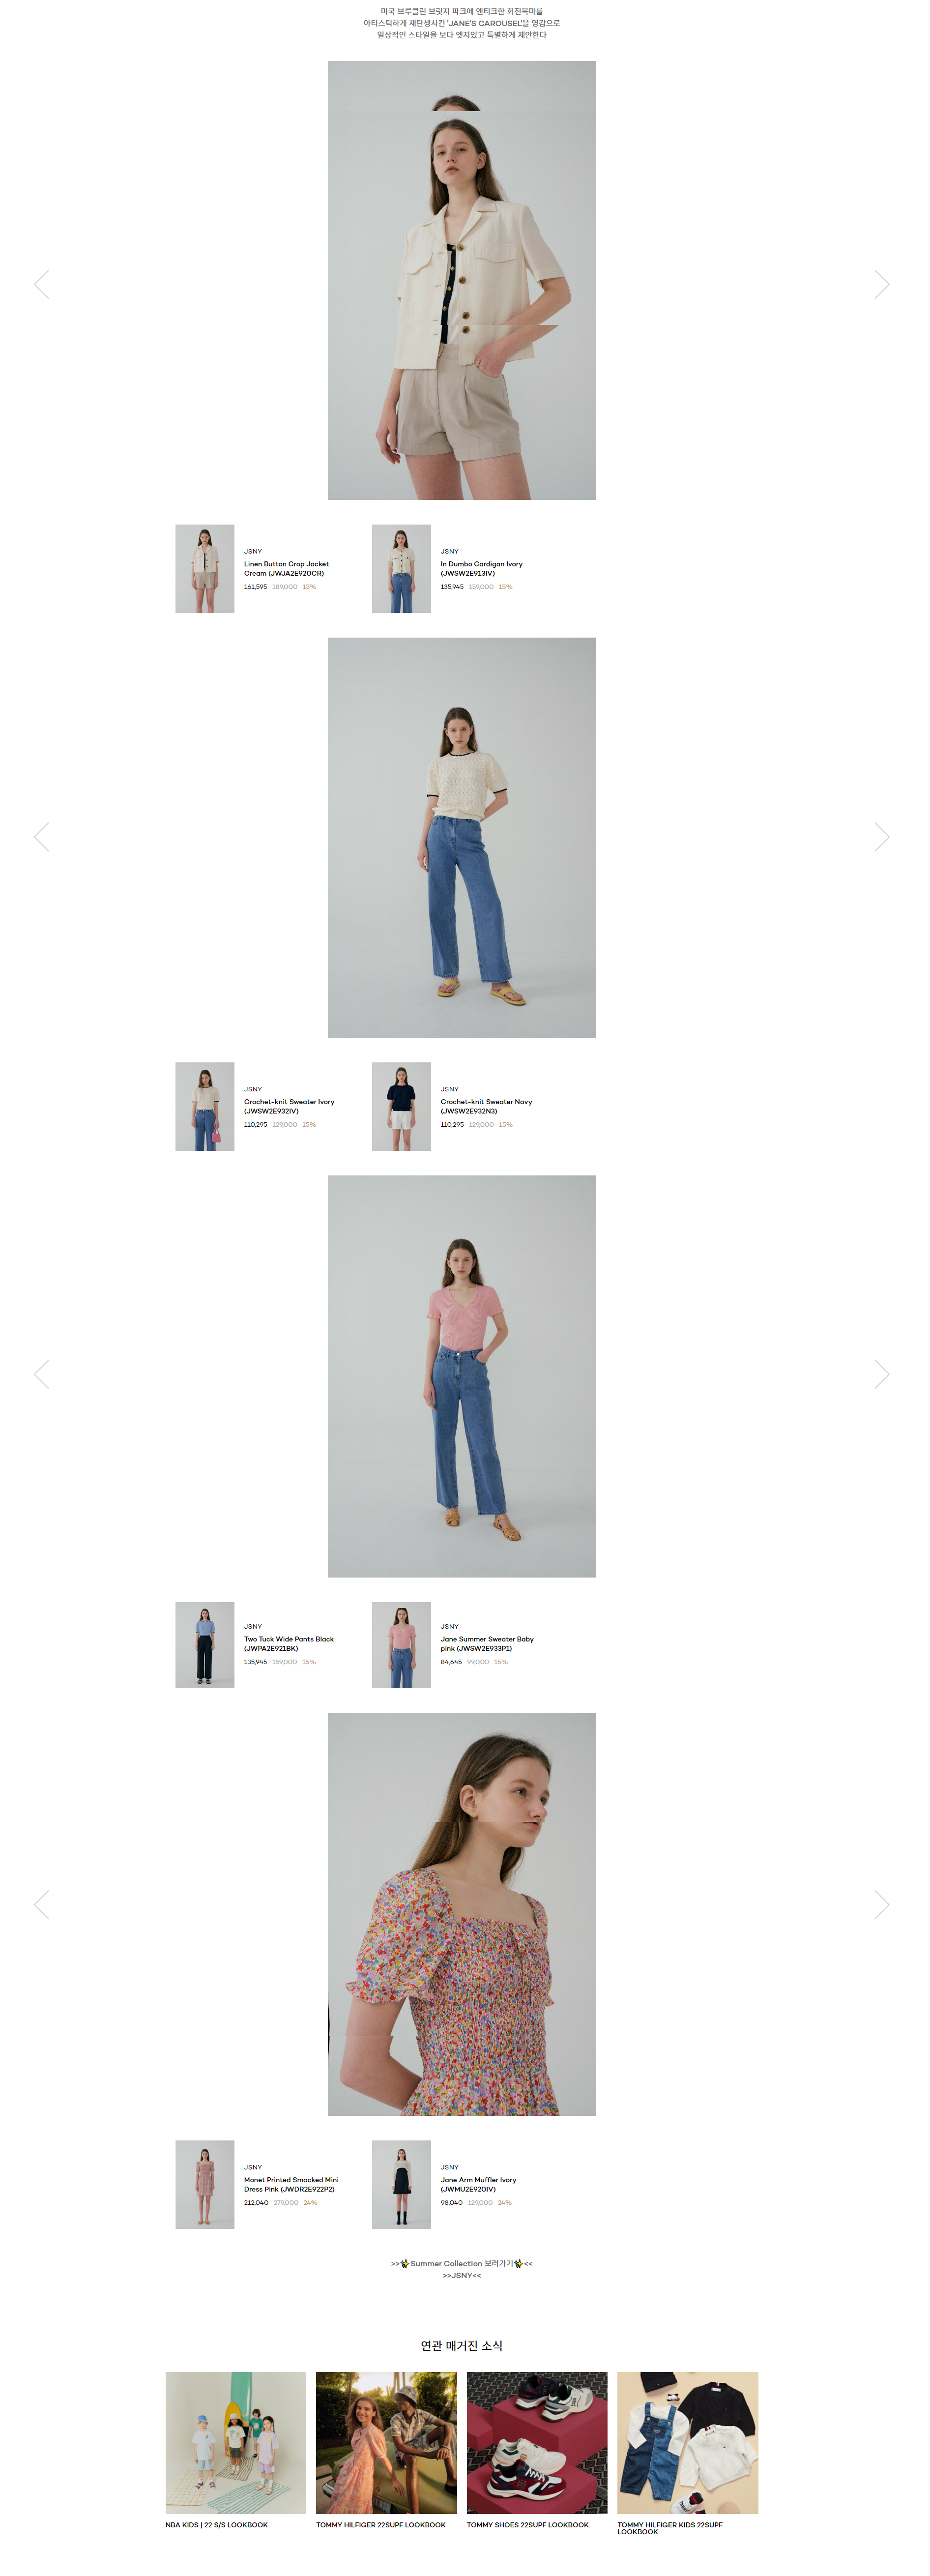 미국 브루클린 브릿지 파크에 엔티크한 회전목마를
아티스틱하게 재탄생시킨 'JANE'S CAROUSEL'을 영감으로
일상적인 스타일을 보다 엣지있고 특별하게 제안한다
JSNY
Linen Button Crop Jacket
Cream (JWJA2E920CR)
161,595 189,000 15%
JSNY
In Dumbo Cardigan Ivory
(JWSW2E913IV)
135,945 159,000 15%
JSNY
Crochet-knit Sweater Ivory
(JWSW2E932IV)
110,295 129,000 15%
JSNY
Crochet-knit Sweater Navy
(JWSW2E932N3)
110,295 129,000 15%
JSNY
Two Tuck Wide Pants Black
(JWPA2E921BK)
135,945 159,000 15%
JSNY
Jane Summer Sweater Baby
pink (JWSW2E933P1)
84,645 99,000 15%
JSNY
Monet Printed Smocked Mini
Dress Pink (JWDR2E922P2)
212,040 279,000 24%
JSNY
Jane Arm Muffler Ivory
(JWMU2E920IV)
98,040 129,000 24%
>>✨Summer Collection 보러가기✨<<
>>JSNY<<
연관 매거진 소식
NBA KIDS | 22 S/S LOOKBOOK
TOMMY HILFIGER 22SUPF LOOKBOOK
TOMMY SHOES 22SUPF LOOKBOOK
TOMMY HILFIGER KIDS 22SUPF
LOOKBOOK